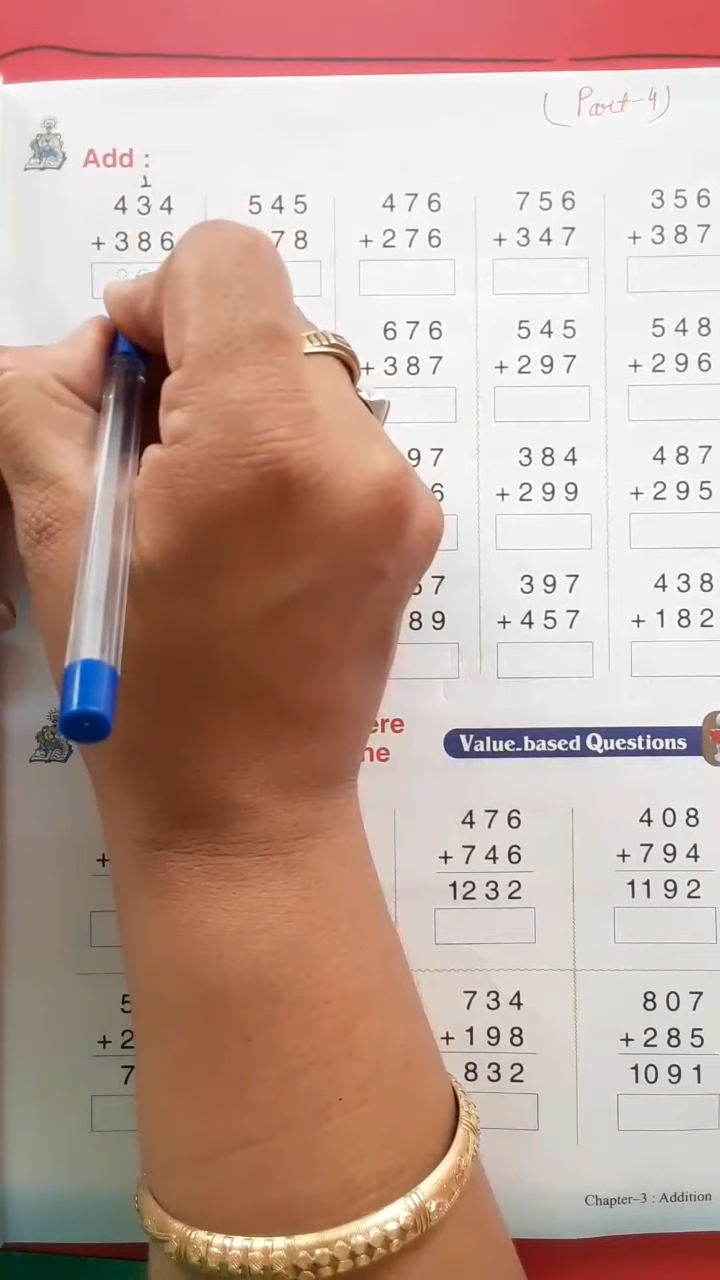 (Part-4)
Add :
1
434 545 476 756 356
+386 78 +276 +347 +387
676 545 548
+387 +297 +296
97 384 487
6 +299 +295
7 397 438
89 +457 +182
ere
ne Value-based Questions
476 408
+ +746 +794
1232 1192
5 734 807
+2 +198 +285
7 832 1091
Chapter–3 : Addition